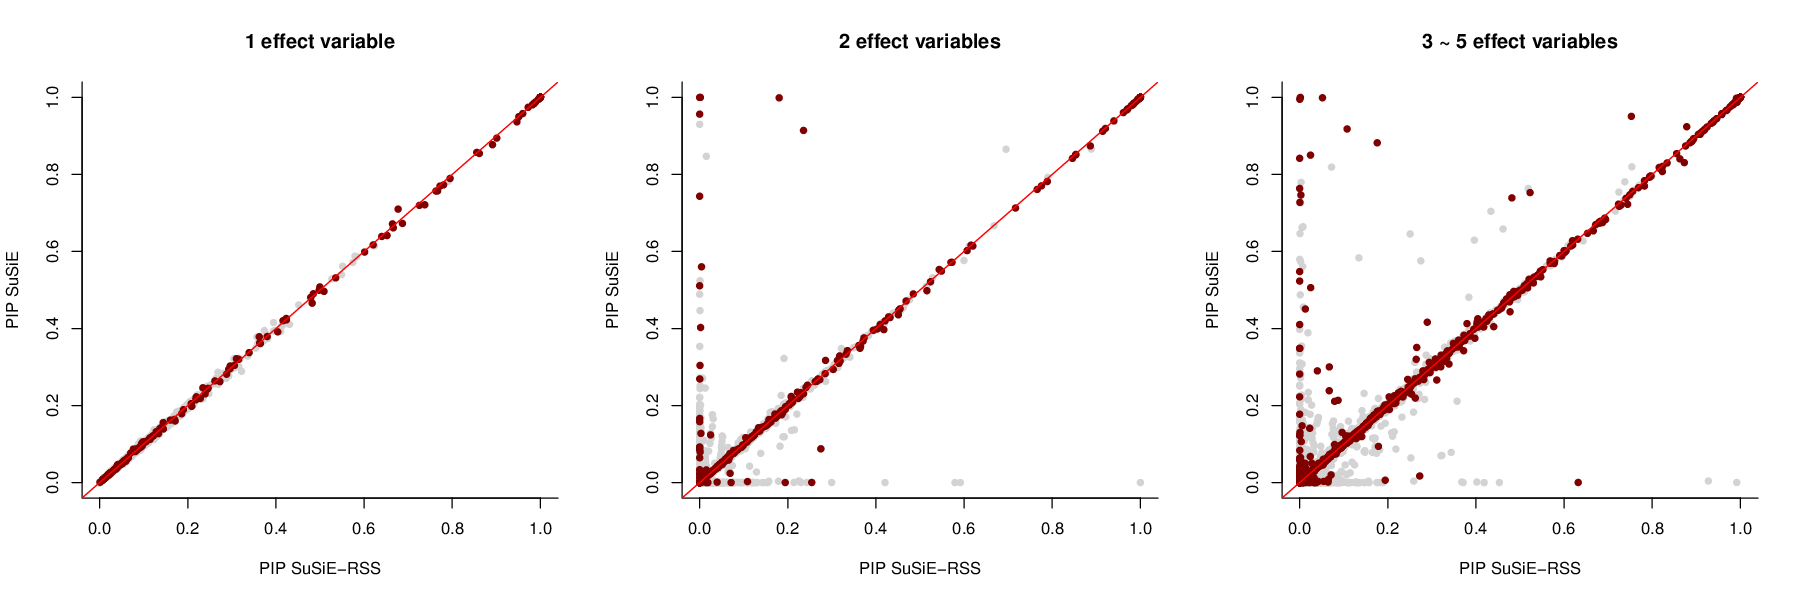 1 effect variable
PIP SuSiE
1.0
0.8
0.6
0.4
0.2
0.0
0.0 0.2 0.4 0.6 0.8 1.0
PIP SuSiE−RSS
2 effect variables
PIP SuSiE
1.0
0.8
0.6
0.4
0.2
0.0
0.0 0.2 0.4 0.6 0.8 1.0
PIP SuSiE−RSS
3 ~ 5 effect variables
PIP SuSiE
1.0
0.8
0.6
0.4
0.2
0.0
0.0 0.2 0.4 0.6 0.8 1.0
PIP SuSiE−RSS